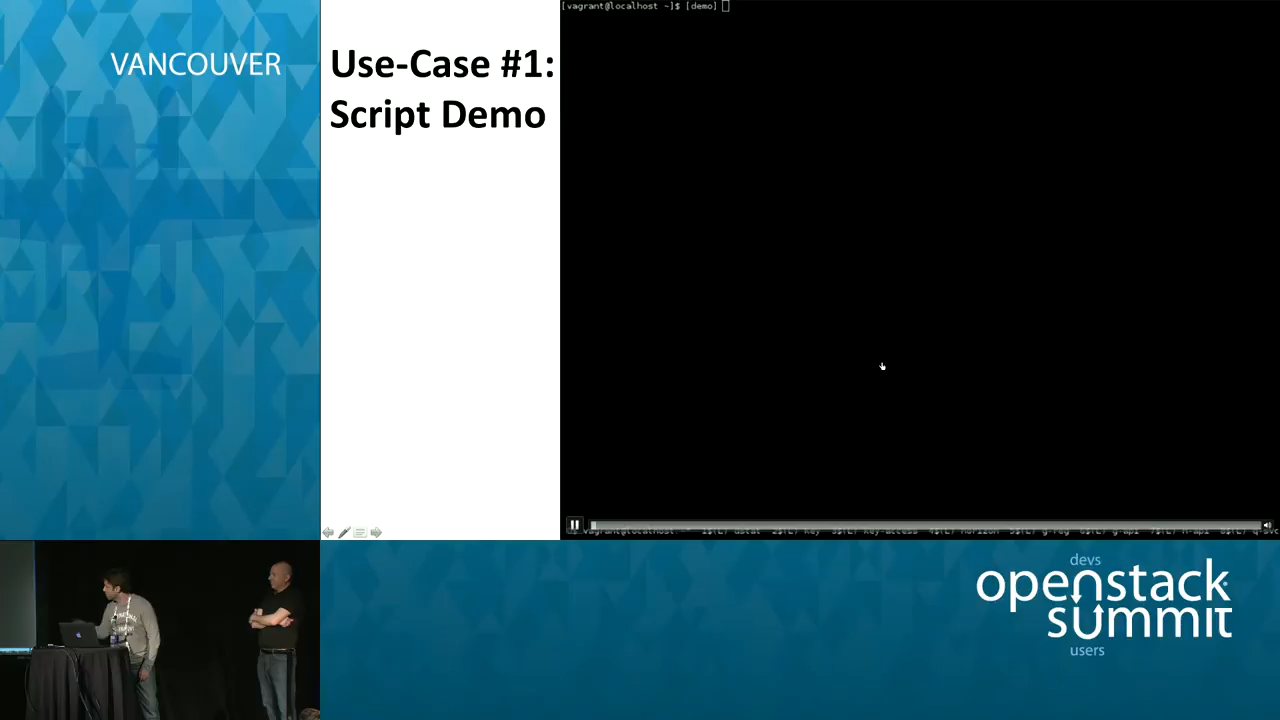 VANCOUVER
Use-Case #1:
Script Demo
[vagrant@localhost ~]$ [demo]
devs
openstack
summit
users